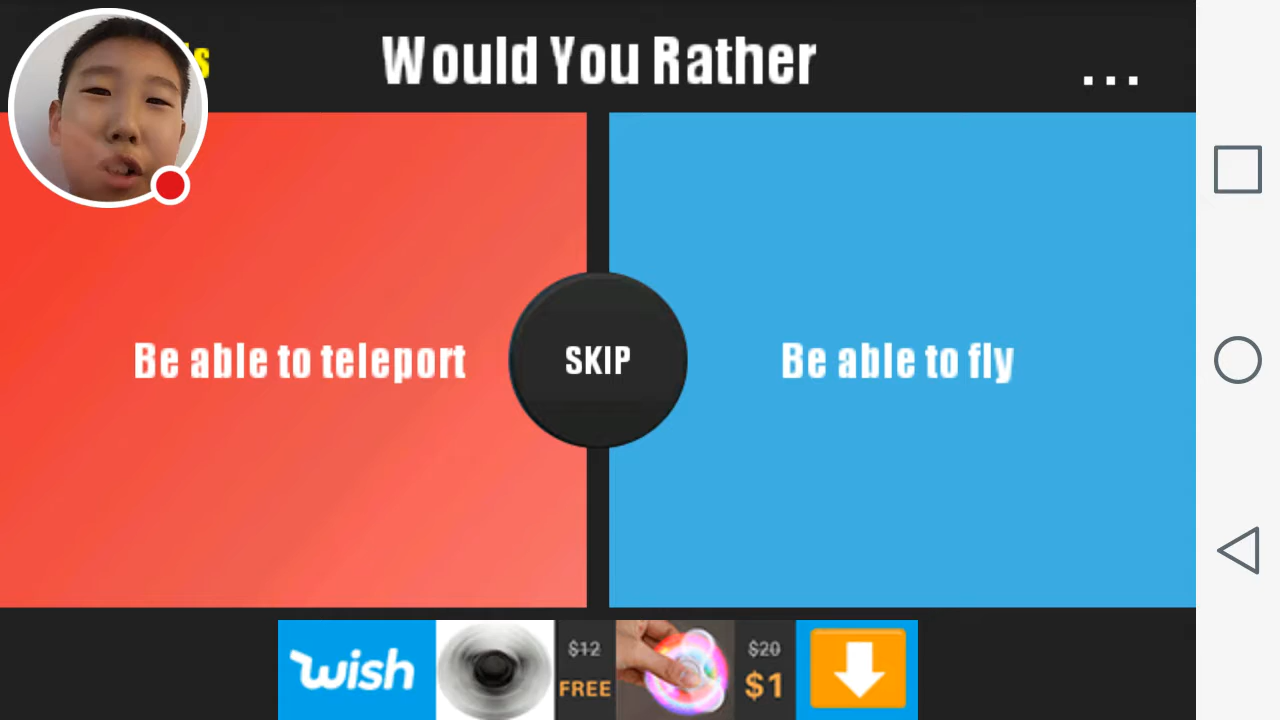 Would You Rather
...
Be able to teleport
SKIP
Be able to fly
wish
$12
FREE
$20
$1